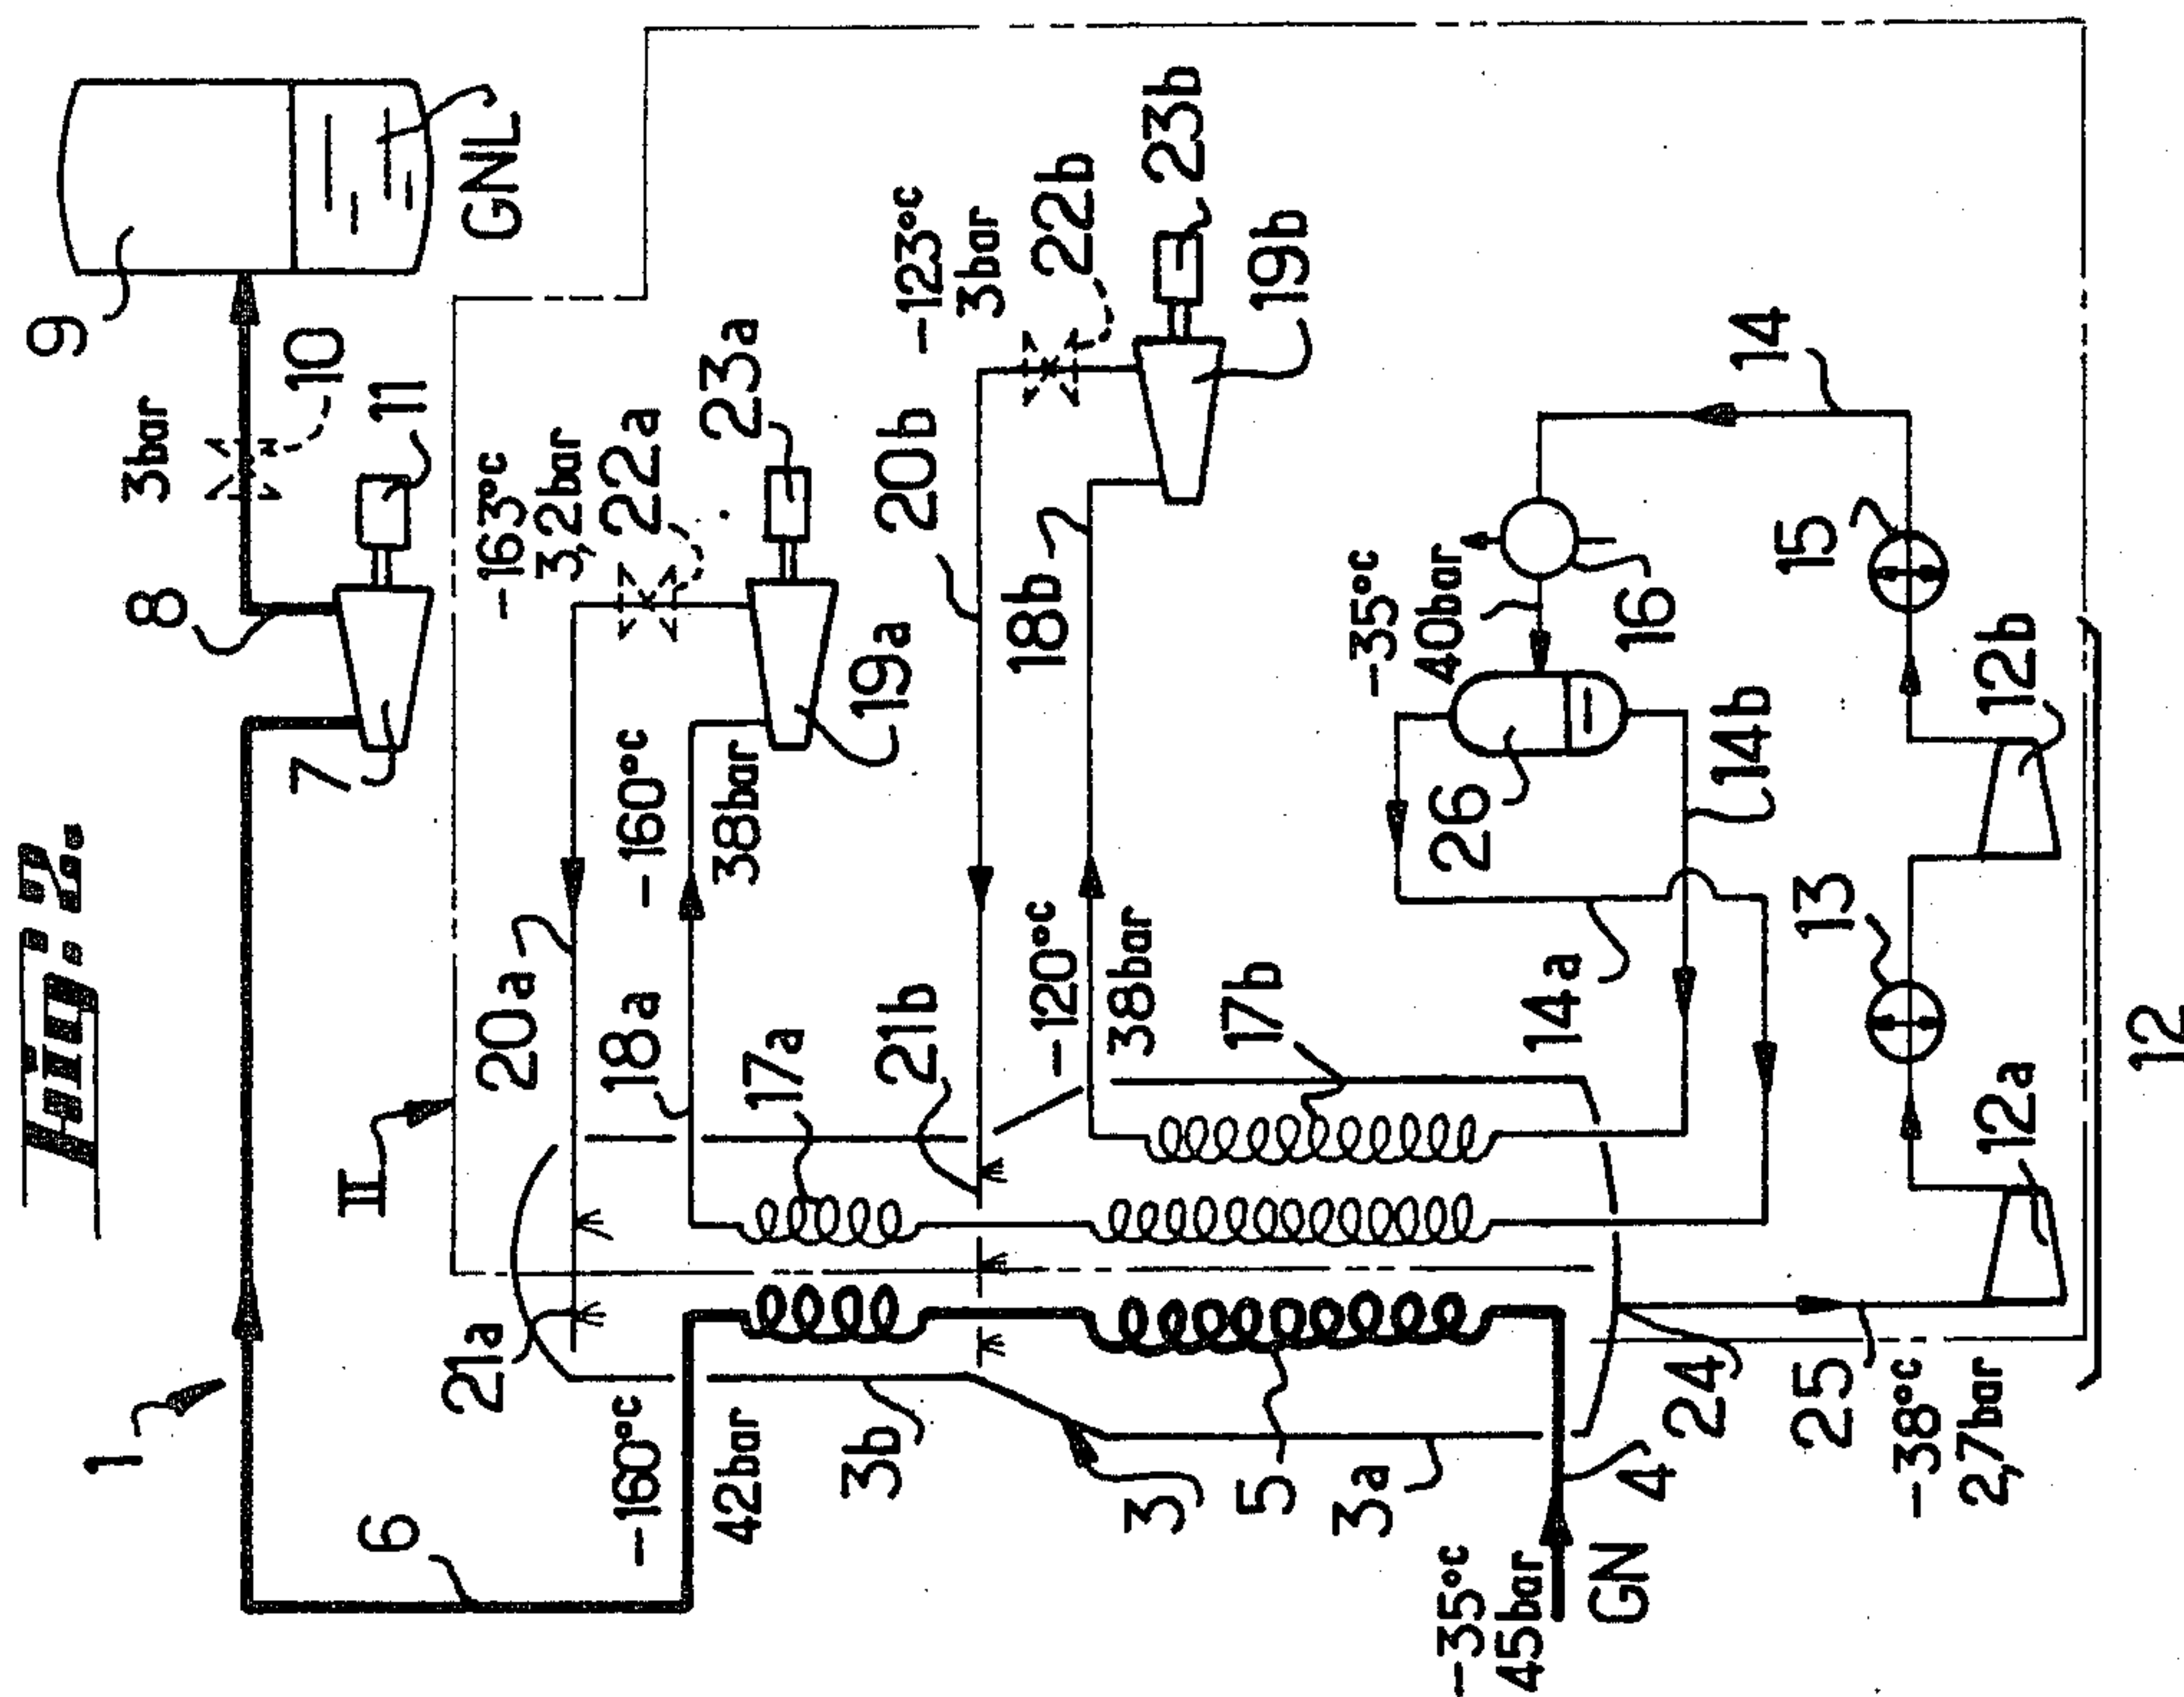 Fig.:2.
1
6
8
3bar
10
11
9
GNL
7
II
-163°C
3,2bar
22a
23a
20a
-160°C
38bar
19a
18a
17a
21a
-160°C
42bar
3b
3
5
3a
-35°C
45bar
GN
4
21b
20b
-123°C
3bar
22b
23b
19b
18b
-120°C
38bar
17b
14a
-35°C
40bar
26
16
14b
14
15
13
12b
12a
12
24
25
-38°C
2,7bar